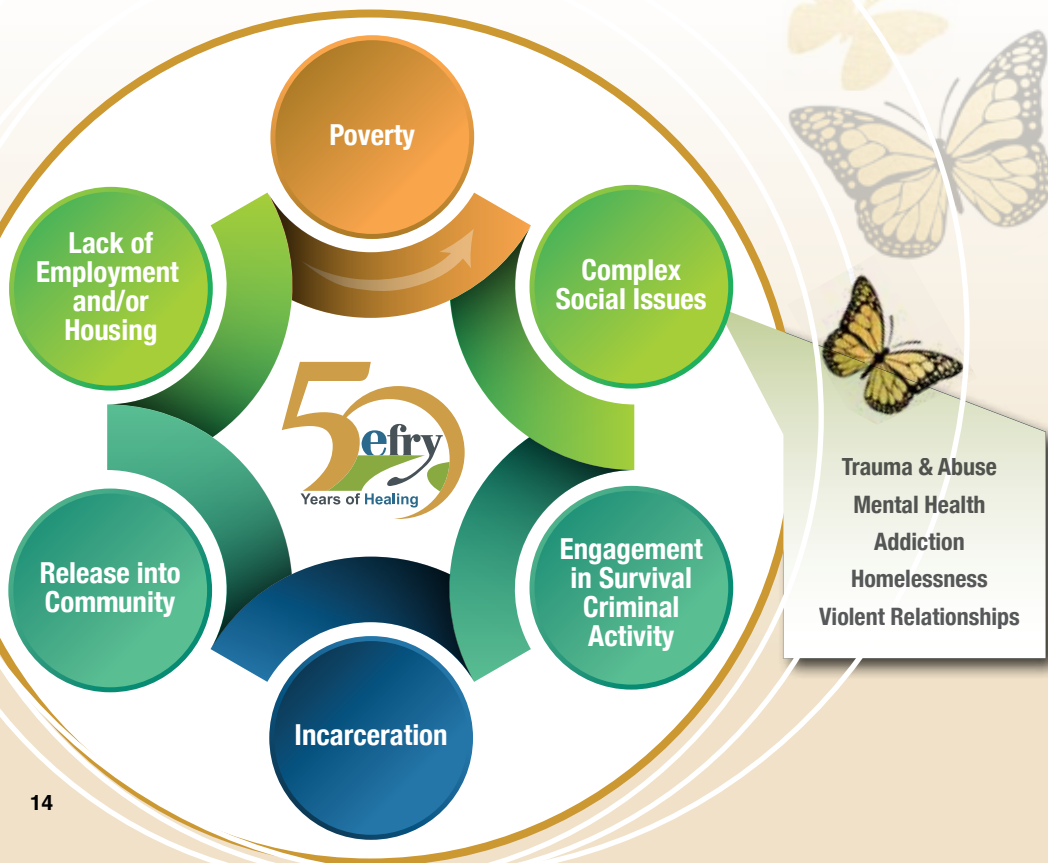 Poverty
Complex
Social Issues
Trauma & Abuse
Mental Health
Addiction
Homelessness
Violent Relationships
Engagement
in Survival
Criminal
Activity
Incarceration
Release into
Community
Lack of
Employment
and/or
Housing
50
efry
Years of Healing
14